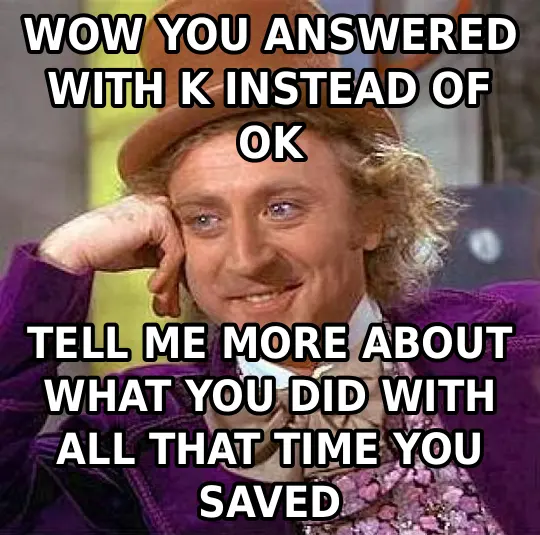 WOW YOU ANSWERED
WITH K INSTEAD OF
OK
TELL ME MORE ABOUT
WHAT YOU DID WITH
ALL THAT TIME YOU
SAVED